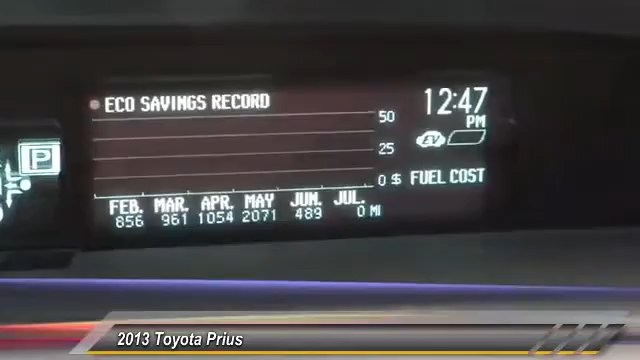 ECO SAVINGS RECORD
12:47
PM
50
EV
25
P
0 $ FUEL COST
FEB. MAR. APR. MAY JUN. JUL.
856 961 1054 2071 489 0 MI
2013 Toyota Prius